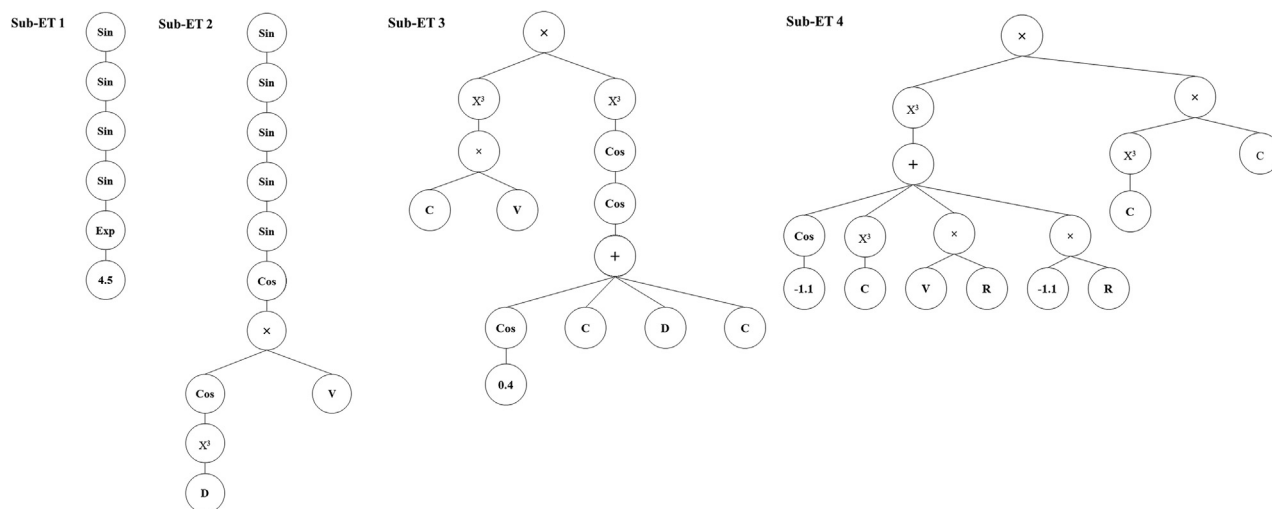 Sub-ET 1
Sin
Sin
Sin
Sin
Exp
4.5
Sub-ET 2
Sin
Sin
Sin
Sin
Sin
Cos
×
Cos V
X³
D
Sub-ET 3
×
X³ X³
× Cos
C V Cos
+
Cos C D C
0.4
Sub-ET 4
×
X³ ×
+ X³ C
C
Cos X³ × ×
-1.1 C V R -1.1 R